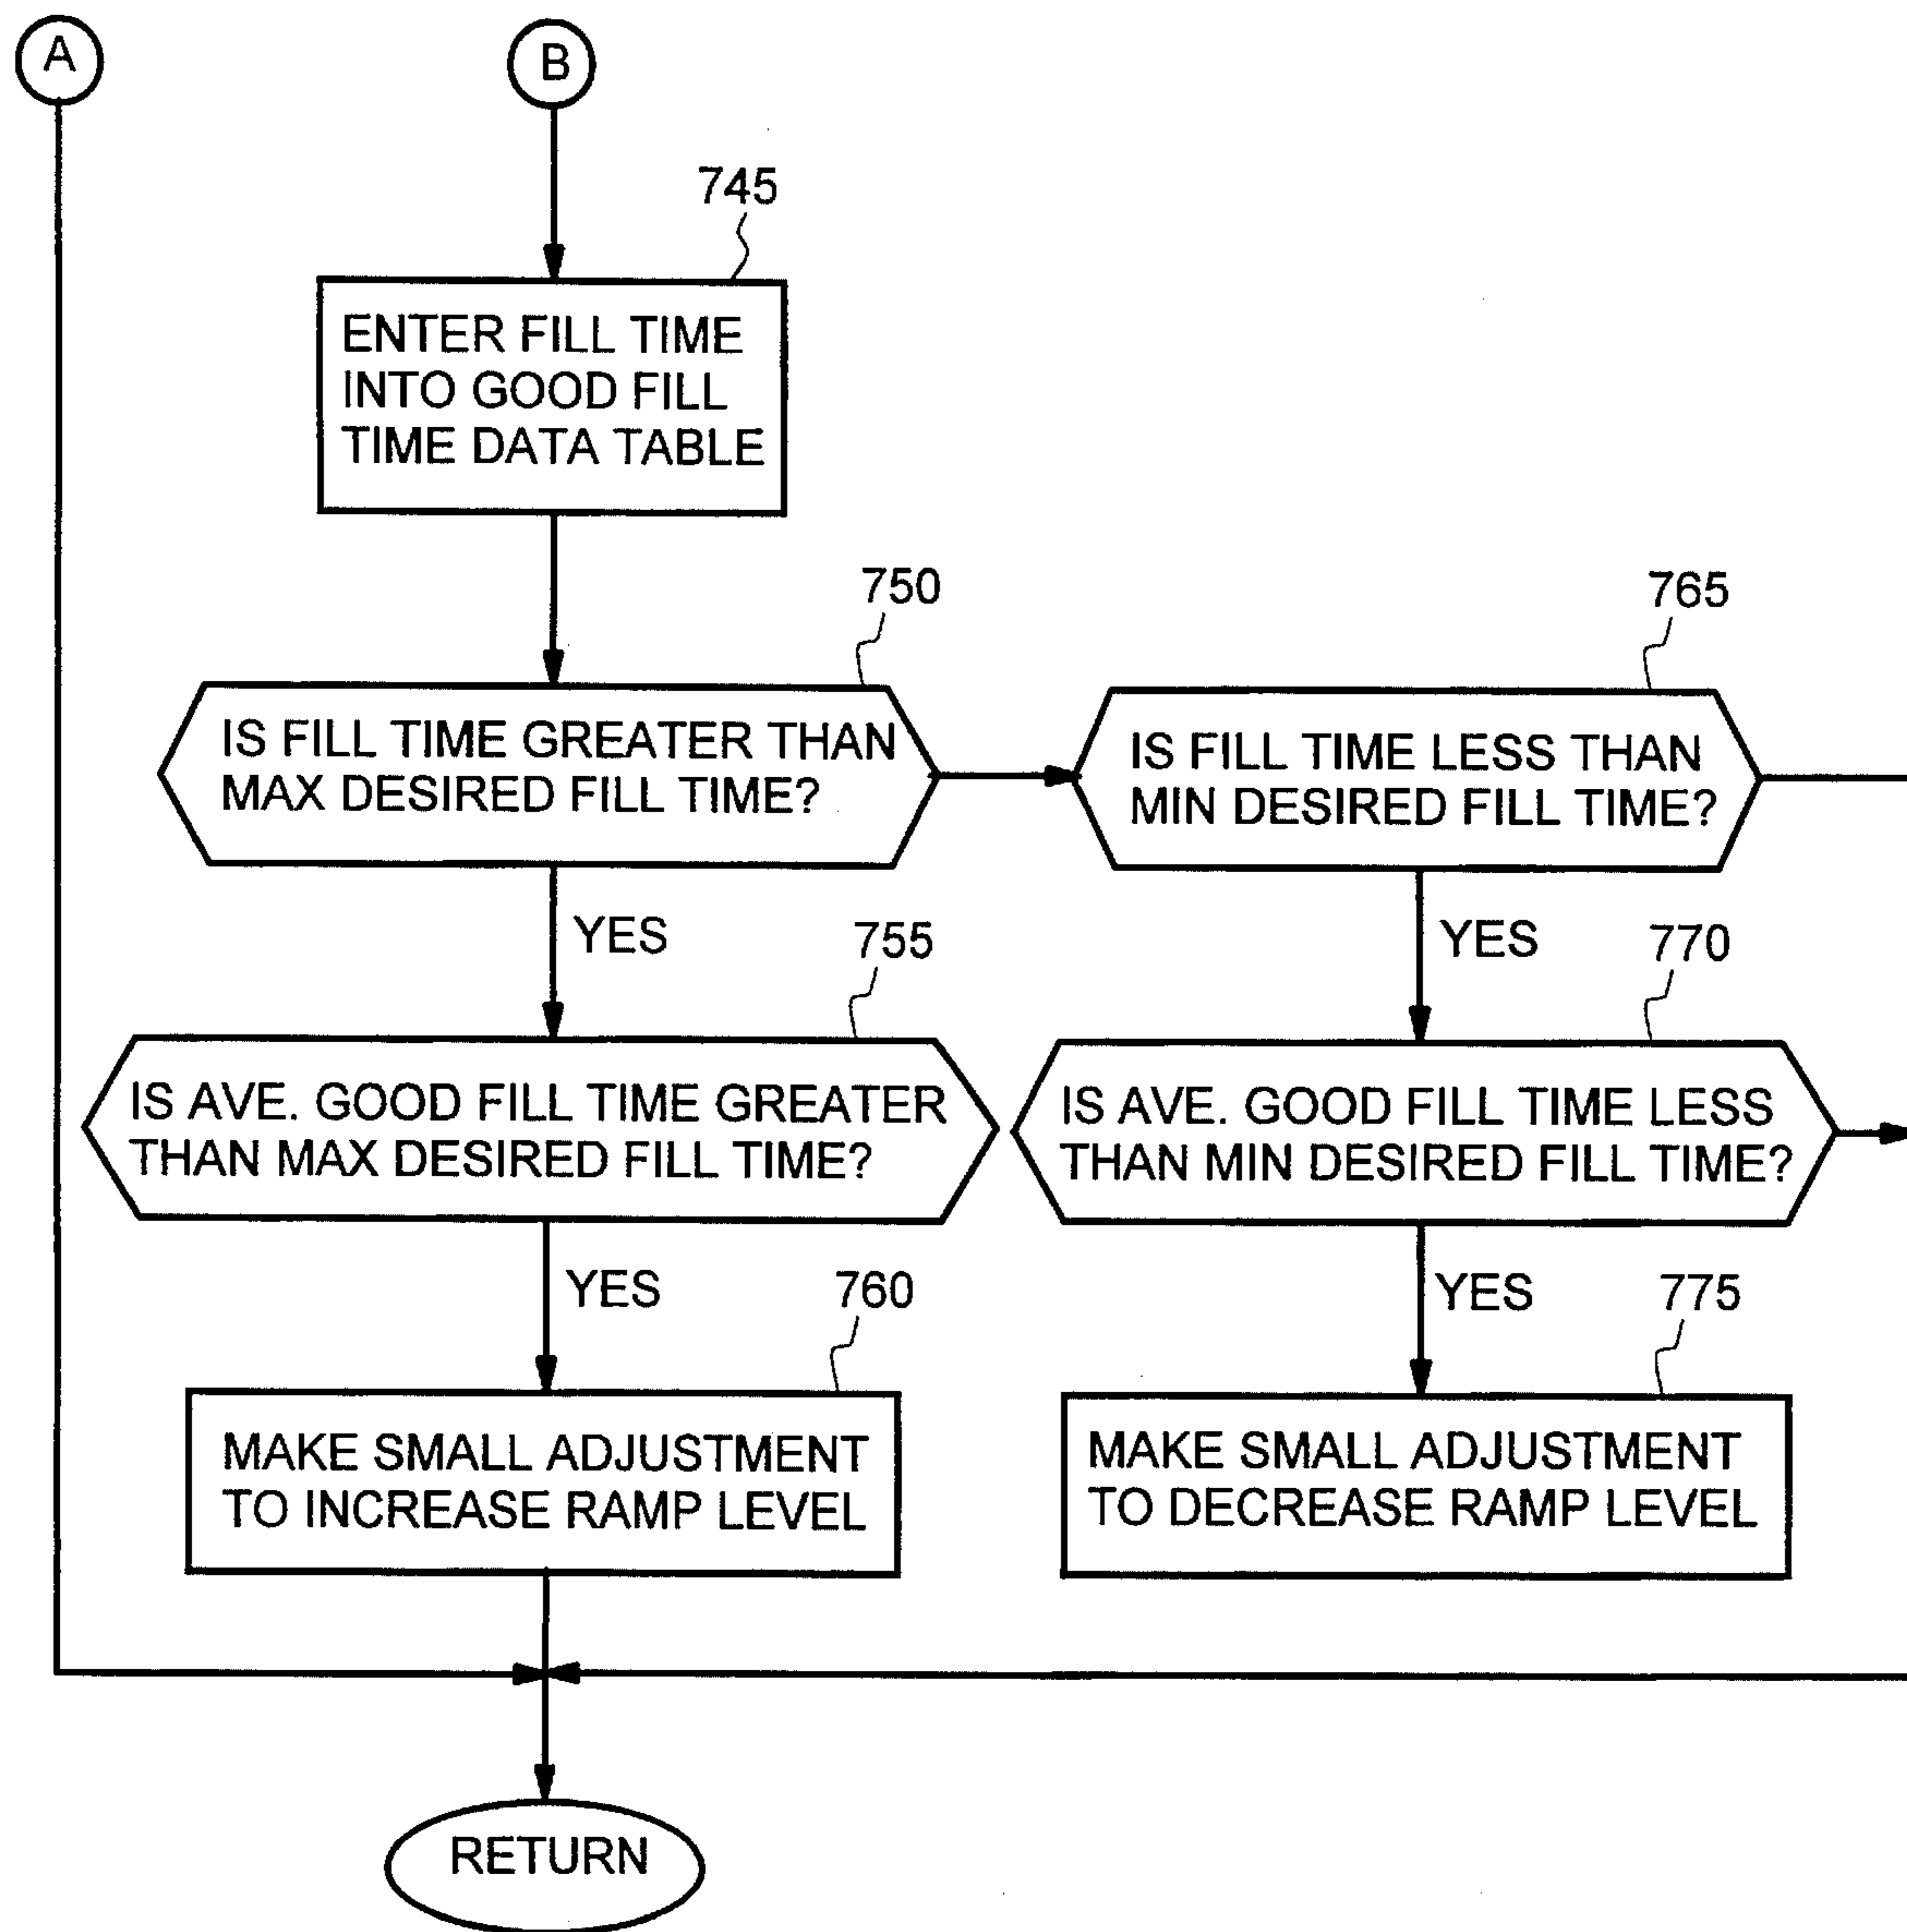 A
B
745
ENTER FILL TIME
INTO GOOD FILL
TIME DATA TABLE
750
765
IS FILL TIME GREATER THAN
MAX DESIRED FILL TIME?
IS FILL TIME LESS THAN
MIN DESIRED FILL TIME?
YES
755
YES
770
IS AVE. GOOD FILL TIME GREATER
THAN MAX DESIRED FILL TIME?
IS AVE. GOOD FILL TIME LESS
THAN MIN DESIRED FILL TIME?
YES
760
YES
775
MAKE SMALL ADJUSTMENT
TO INCREASE RAMP LEVEL
MAKE SMALL ADJUSTMENT
TO DECREASE RAMP LEVEL
RETURN